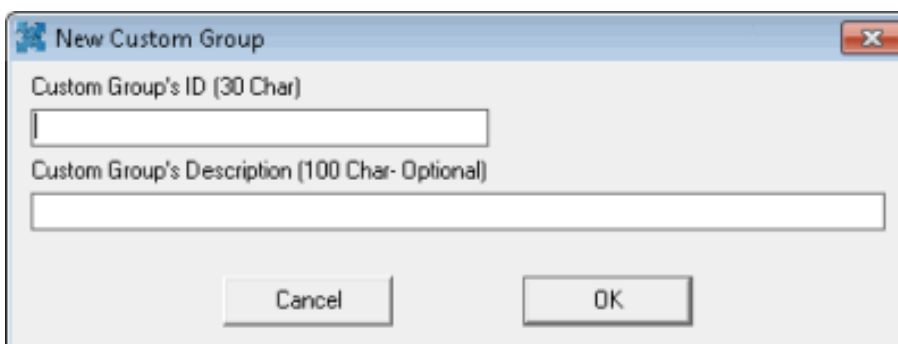 New Custom Group
Custom Group's ID (30 Char)
Custom Group's Description (100 Char- Optional)
Cancel OK